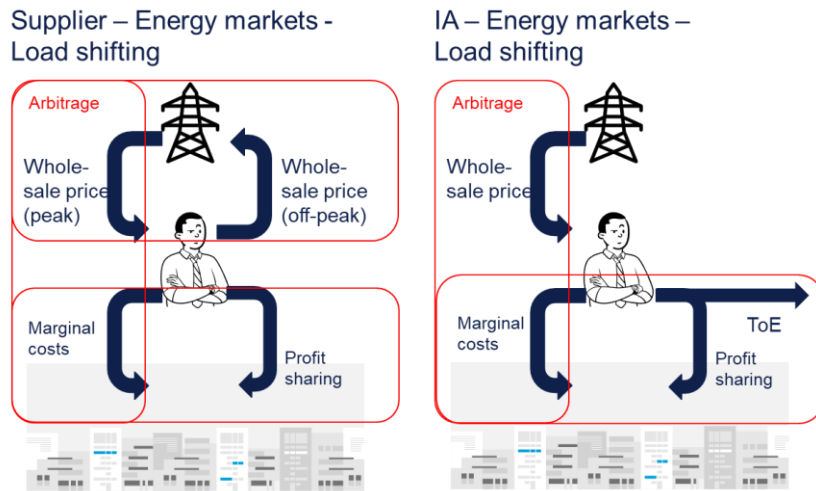 Supplier – Energy markets -
Load shifting
Arbitrage
Whole-
sale price
(peak)
Whole-
sale price
(off-peak)
Marginal
costs
Profit
sharing
IA – Energy markets –
Load shifting
Arbitrage
Whole-
sale price
Marginal
costs
ToE
Profit
sharing